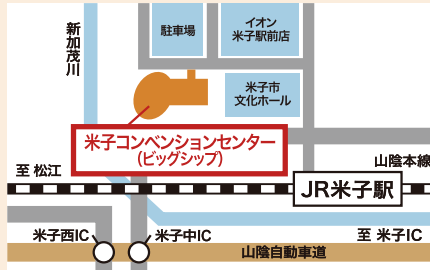 新加茂川
駐車場
イオン
米子駅前店
米子市
文化ホール
米子コンベンションセンター
(ビッグシップ)
至 松江
山陰本線
JR米子駅
米子西IC
米子中IC
至 米子IC
山陰自動車道